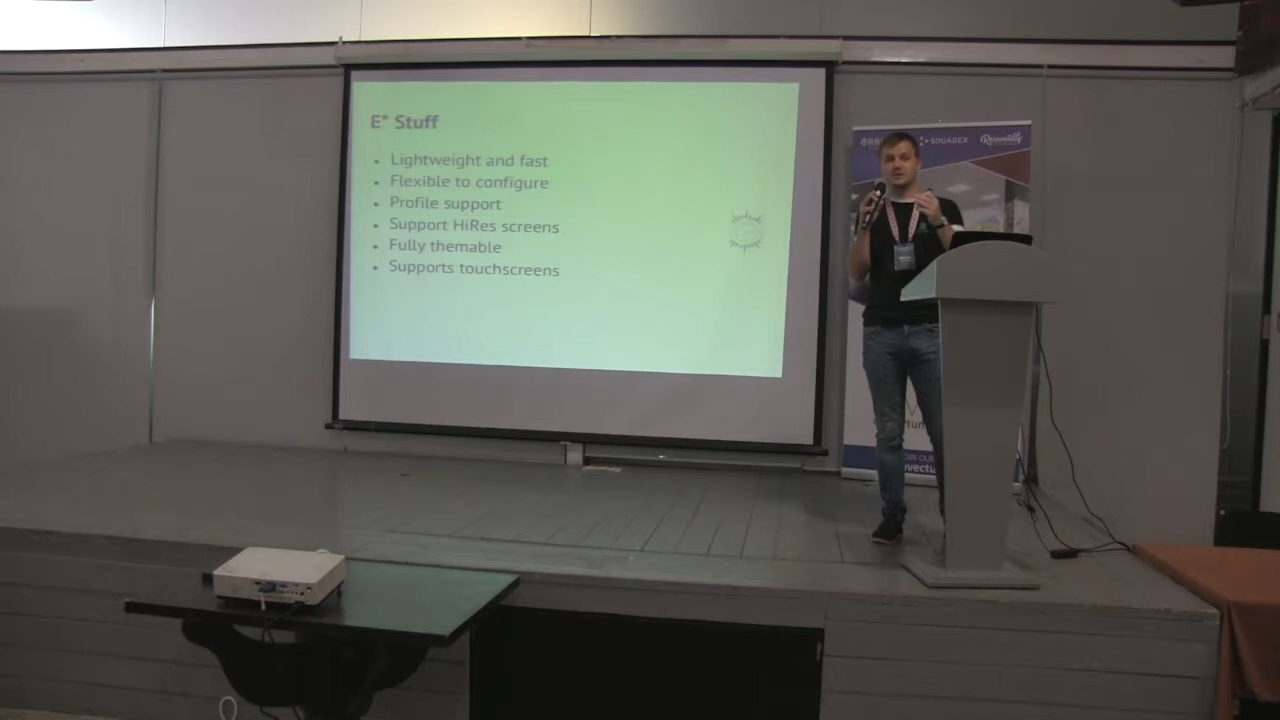 E* Stuff
• Lightweight and fast
• Flexible to configure
• Profile support
• Support HiRes screens
• Fully themable
• Supports touchscreens
SQUADEX